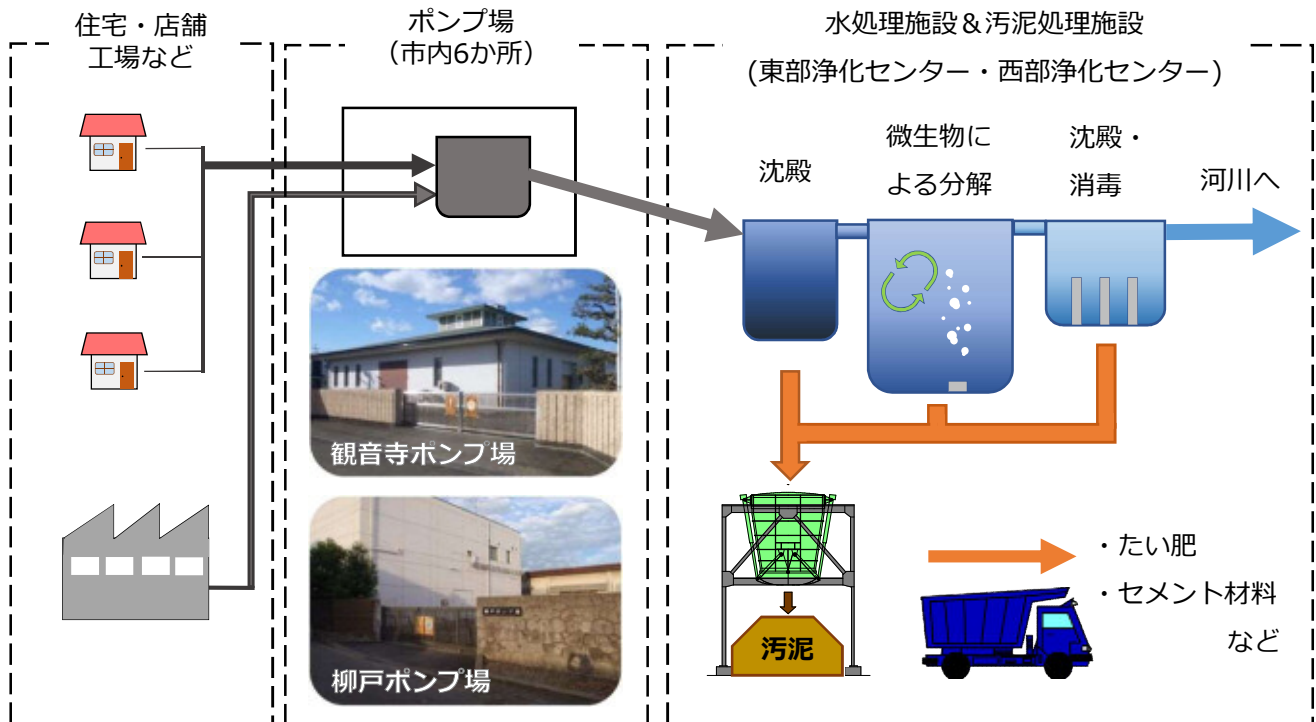 住宅・店舗
工場など
ポンプ場
（市内6か所）
水処理施設＆汚泥処理施設
(東部浄化センター・西部浄化センター)
沈殿
微生物に
よる分解
沈殿・
消毒
河川へ
観音寺ポンプ場
柳戸ポンプ場
汚泥
・たい肥
・セメント材料
など